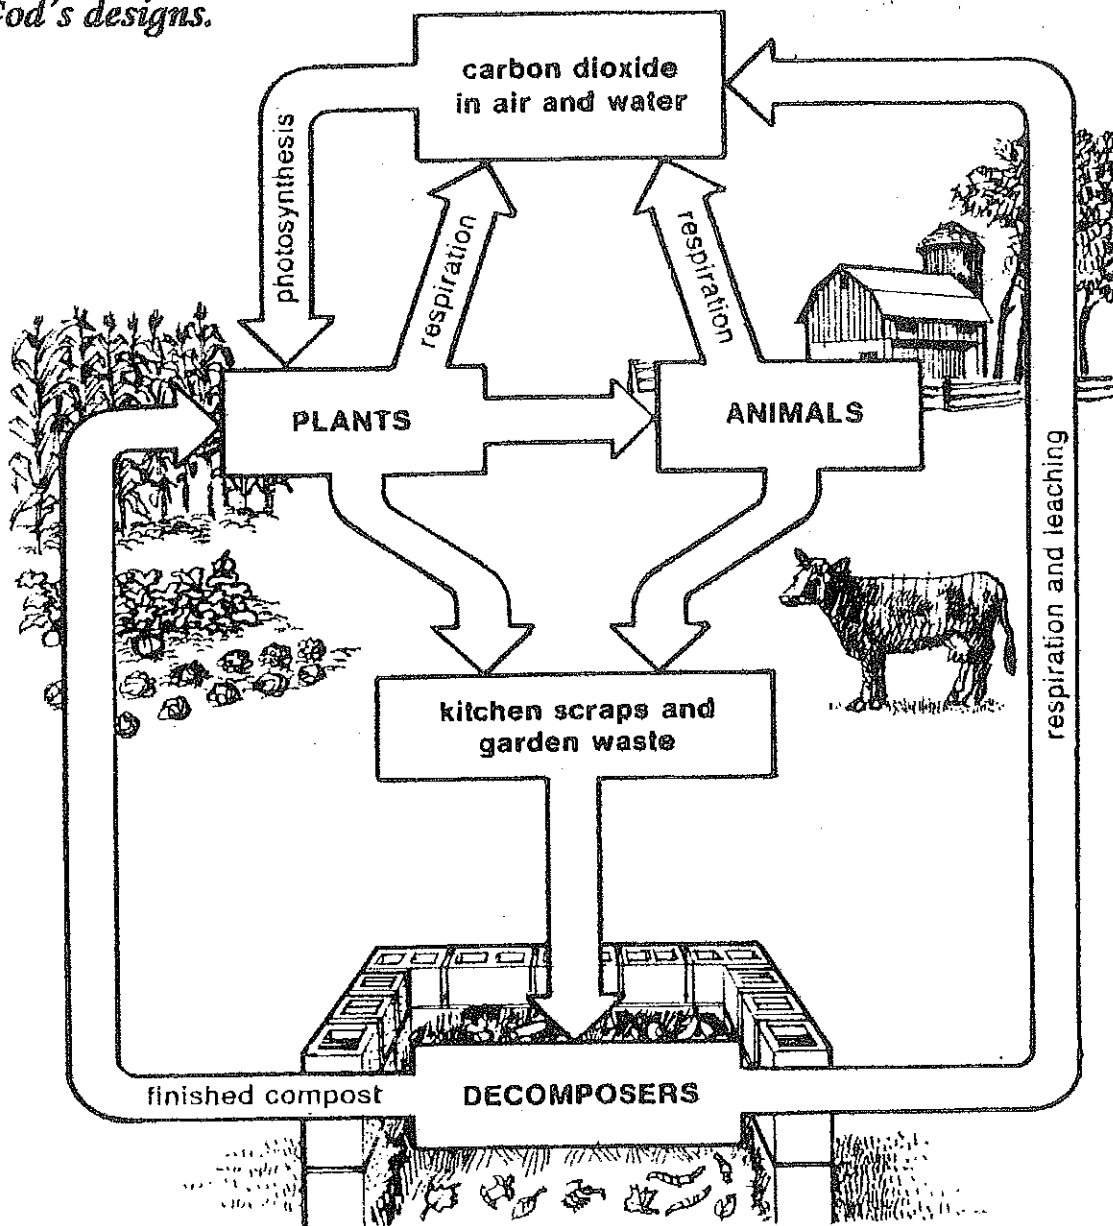 God's designs.
carbon dioxide
in air and water
photosynthesis
respiration
respiration
PLANTS
ANIMALS
respiration and leaching
kitchen scraps and
garden waste
finished compost
DECOMPOSERS